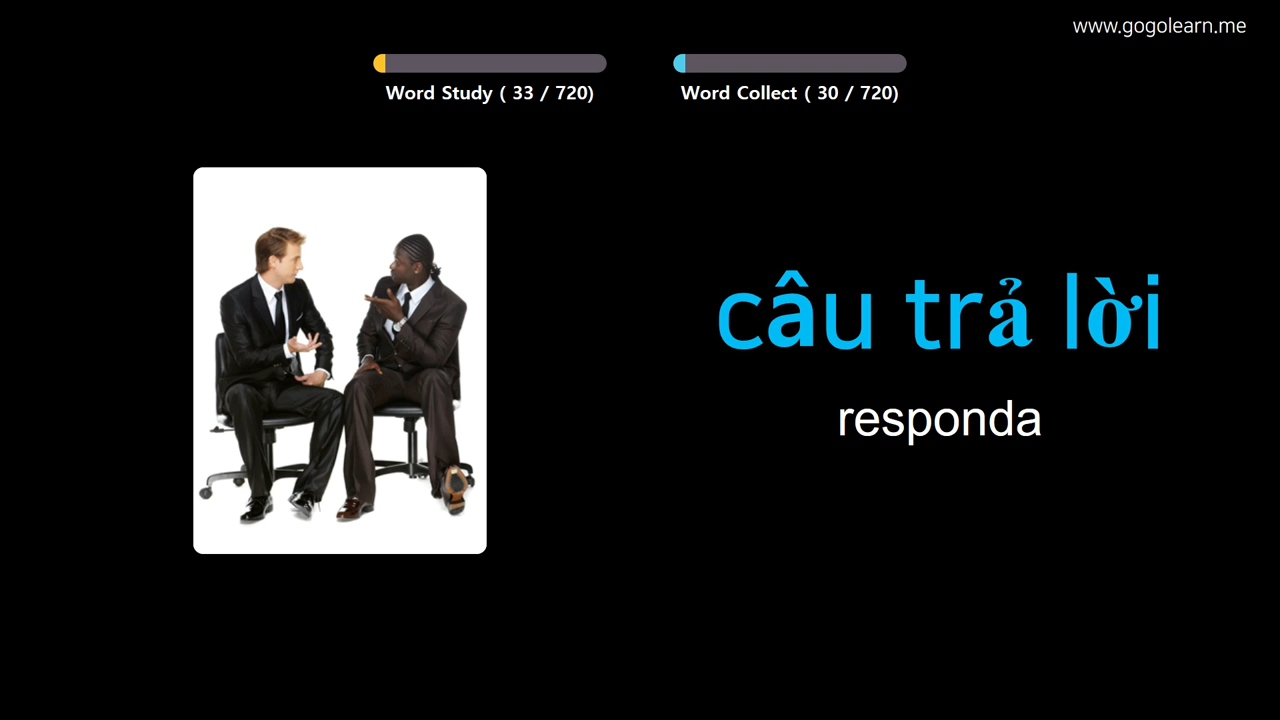 www.gogolearn.me
Word Study ( 33 / 720)
Word Collect ( 30 / 720)
câu trả lời
responda